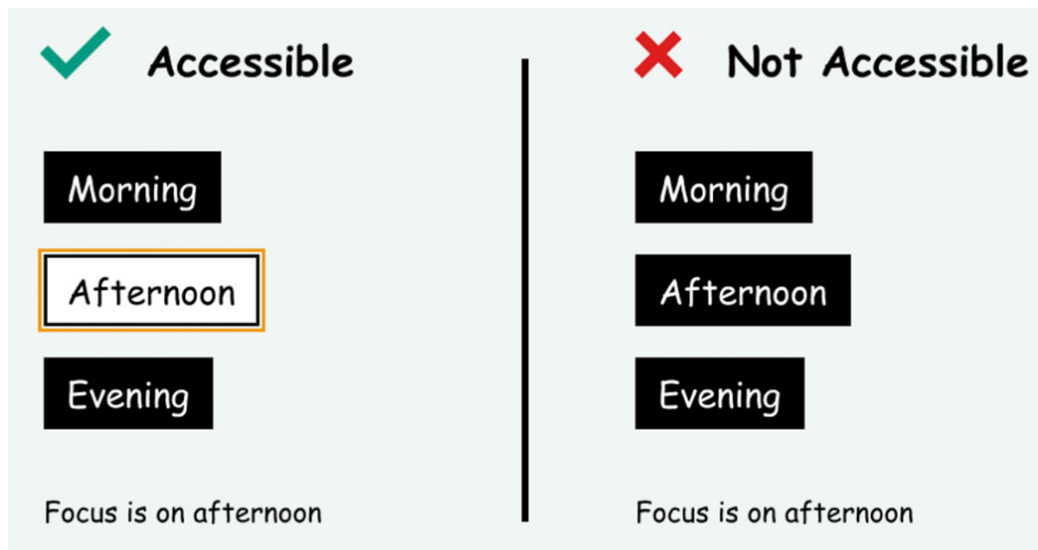 Accessible
Morning
Afternoon
Evening
Focus is on afternoon
Not Accessible
Morning
Afternoon
Evening
Focus is on afternoon